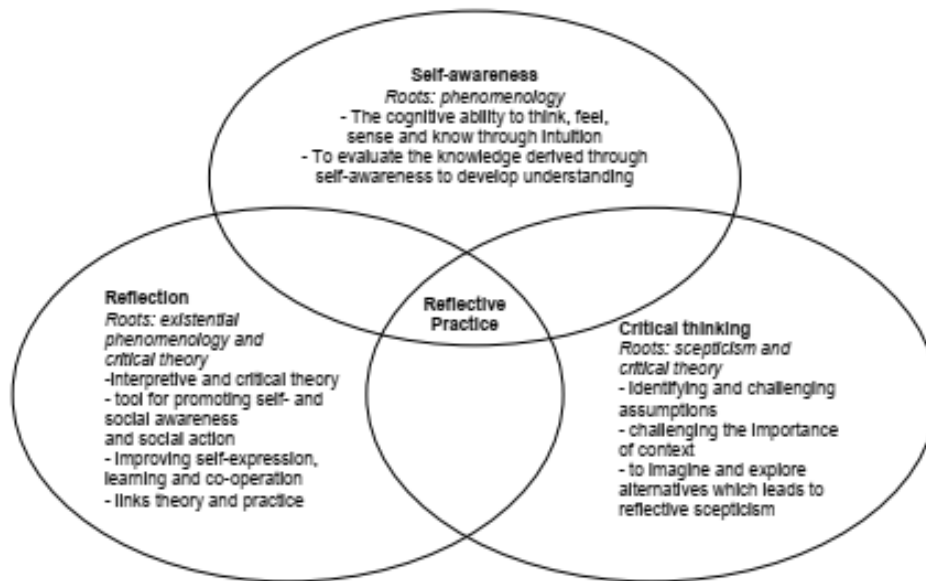 Self-awareness
Roots: phenomenology
- The cognitive ability to think, feel,
sense and know through intuition
- To evaluate the knowledge derived through
self-awareness to develop understanding
Reflection
Roots: existential
phenomenology and
critical theory
-Interpretive and critical theory
- tool for promoting self- and
social awareness
and social action
- Improving self-expression,
learning and co-operation
- links theory and practice
Reflective
Practice
Critical thinking
Roots: scepticism and
critical theory
- Identifying and challenging
assumptions
- challenging the importance
of context
- to imagine and explore
alternatives which leads to
reflective scepticism